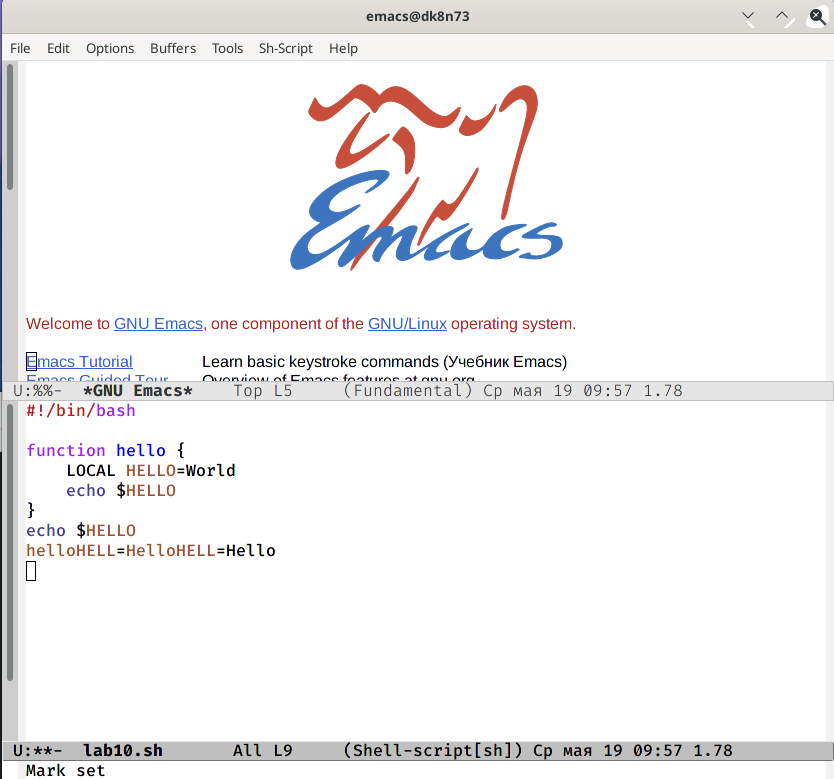 emacs@dk8n73
File Edit Options Buffers Tools Sh-Script Help
Emacs
Welcome to GNU Emacs, one component of the GNU/Linux operating system.
Emacs Tutorial Learn basic keystroke commands (Учебник Emacs)
Emacs Guided Tour Overview of Emacs features at gnu.org
U:%%- *GNU Emacs* Top L5 (Fundamental) Ср мая 19 09:57 1.78
#!/bin/bash
function hello {
LOCAL HELLO=World
echo $HELLO
}
echo $HELLO
helloHELL=HelloHELL=Hello
U:**- lab10.sh All L9 (Shell-script[sh]) Ср мая 19 09:57 1.78
Mark set